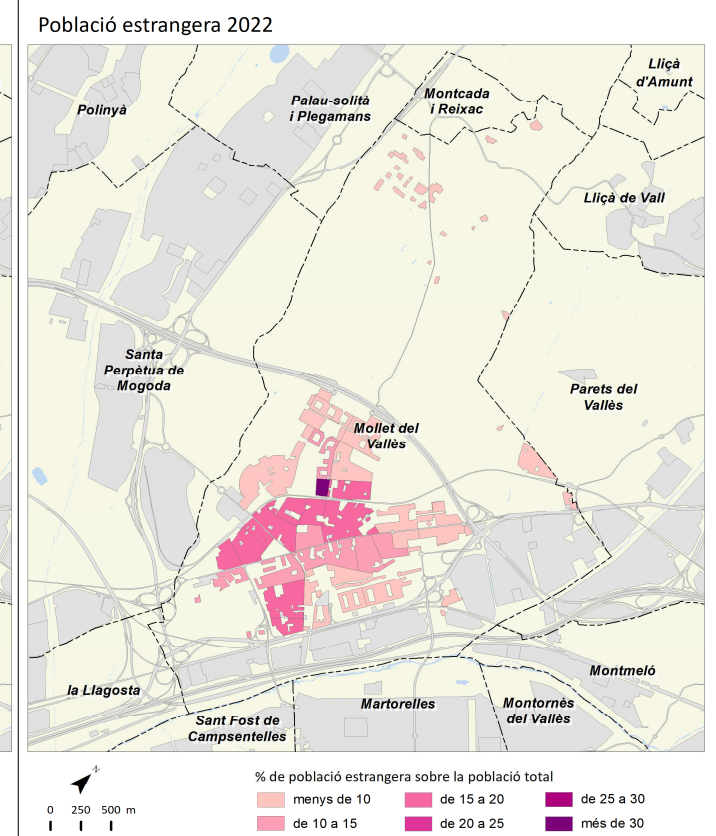 Població estrangera 2022
Lliçà
d'Amunt
Montcada
i Reixac
Palau-solità
i Plegamans
Polinyà
Lliçà de Vall
Santa
Perpètua de
Mogoda
Parets del
Vallès
Mollet del
Vallès
Montmeló
la Llagosta
Martorelles
Montornès
del Vallès
Sant Fost de
Campsentelles
N
% de població estrangera sobre la població total
menys de 10
de 15 a 20
de 25 a 30
0 250 500 m
de 10 a 15
de 20 a 25
més de 30